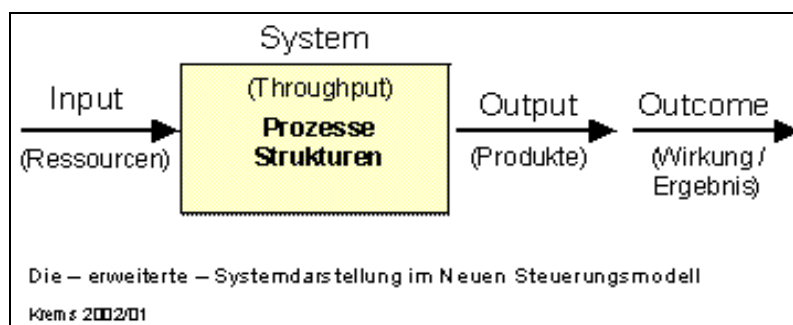 System
Input
(Ressourcen)
(Throughput)
Prozesse
Strukturen
Output
(Produkte)
Outcome
(Wirkung /
Ergebnis)
Die – erweiterte – Systemdarstellung im Neuen Steuerungsmodell
Krems 2002/01